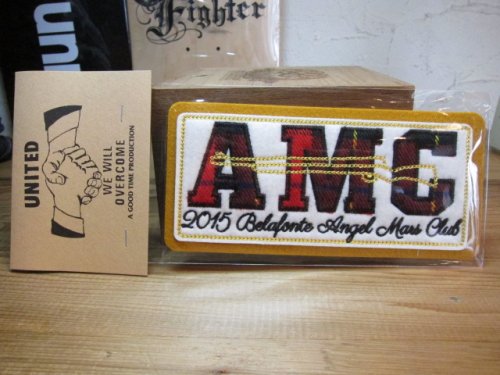 Fighter
UNITED
WE WILL
OVERCOME
A GOOD TIME PRODUCTION
AMC
2015 Belafonte Angel Mars Club